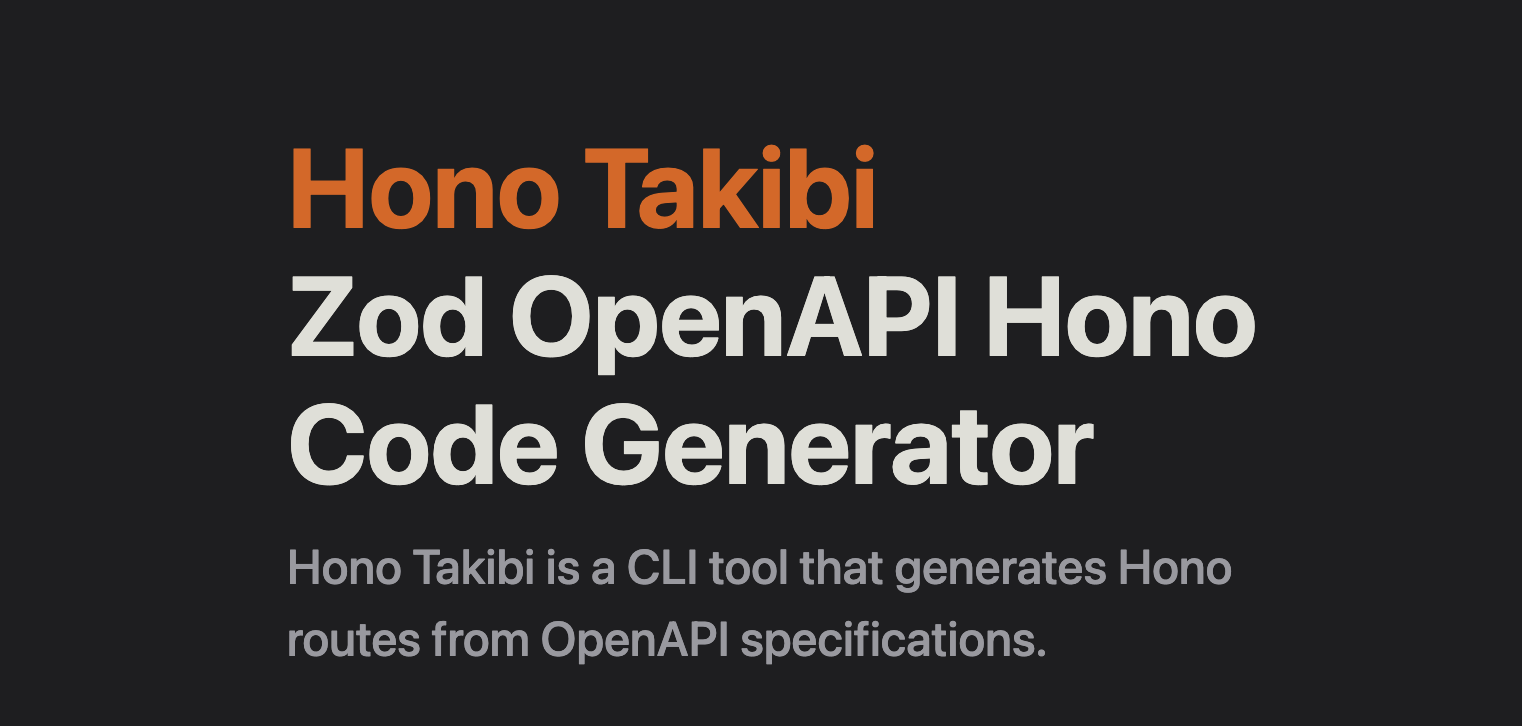 Hono Takibi
Zod OpenAPI Hono
Code Generator
Hono Takibi is a CLI tool that generates Hono
routes from OpenAPI specifications.